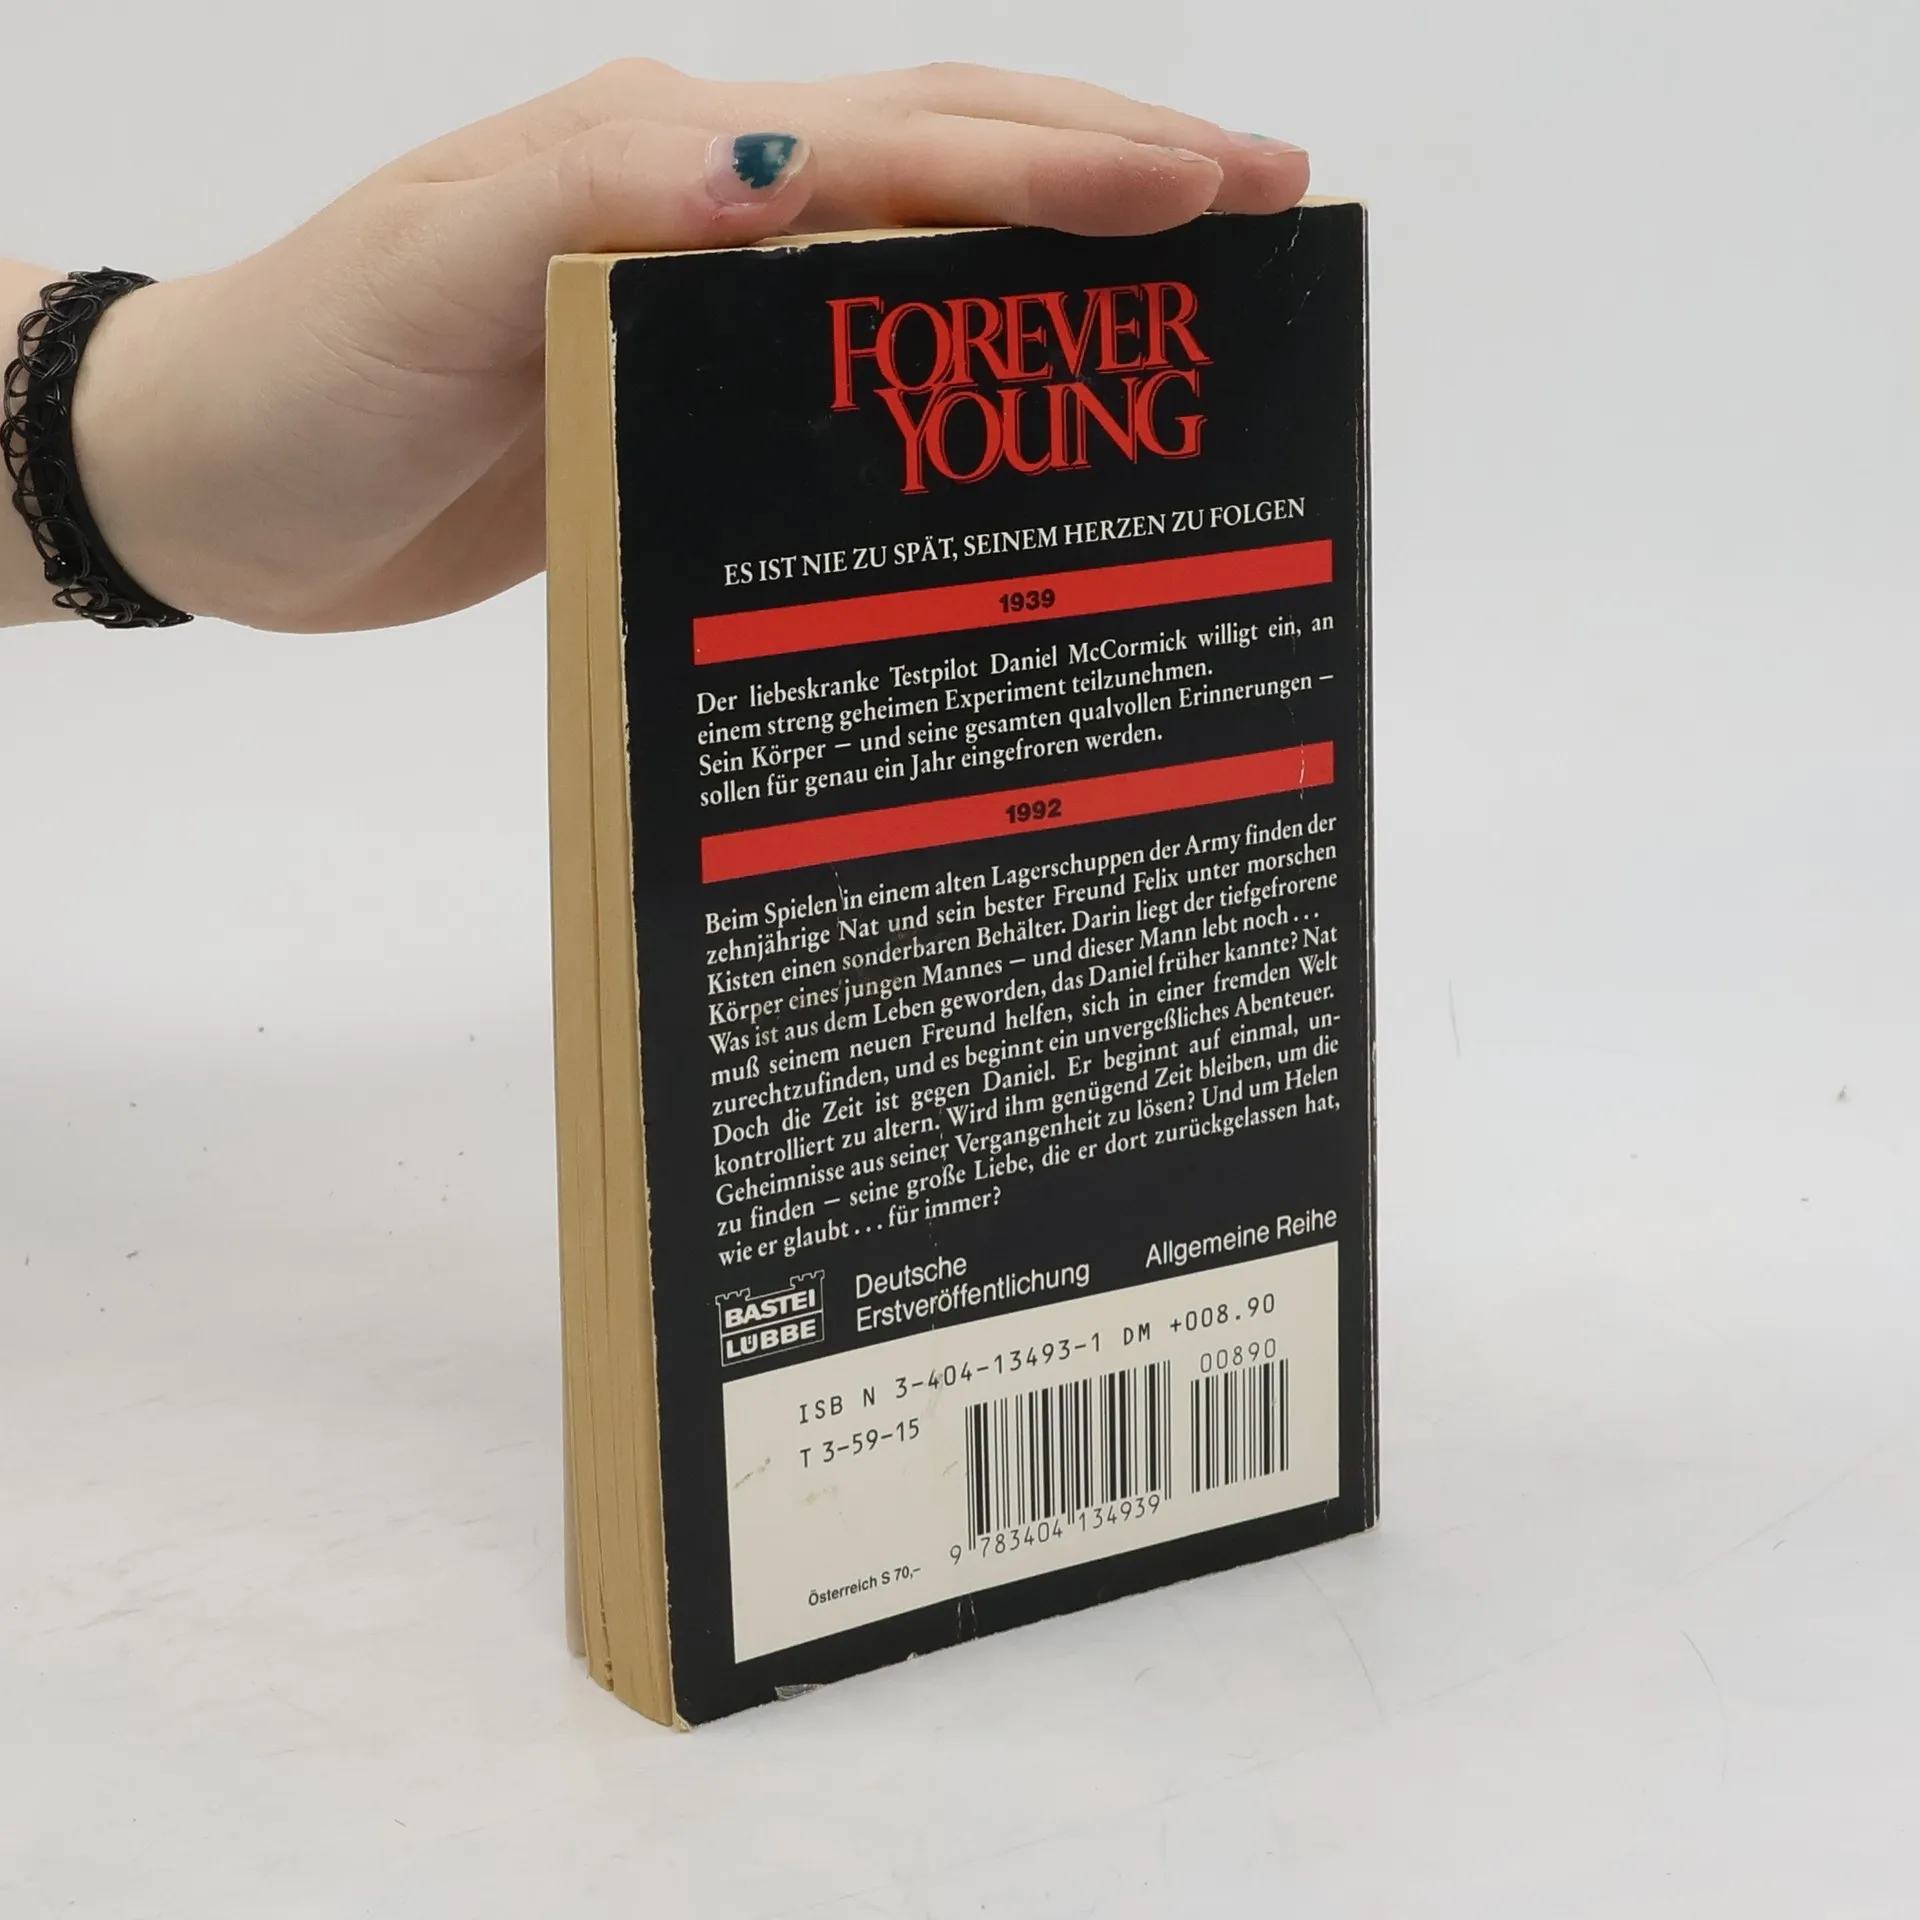 FOREVER
YOUNG
ES IST NIE ZU SPÄT, SEINEM HERZEN ZU FOLGEN
1939
Der liebeskranke Testpilot Daniel McCormick willigt ein, an
einem streng geheimen Experiment teilzunehmen.
Sein Körper – und seine gesamten qualvollen Erinnerungen –
sollen für genau ein Jahr eingefroren werden.
1992
Beim Spielen in einem alten Lagerschuppen der Army finden der
zehnjährige Nat und sein bester Freund Felix unter morschen
Kisten einen sonderbaren Behälter. Darin liegt der tiefgefrorene
Körper eines jungen Mannes – und dieser Mann lebt noch...
Was ist aus dem Leben geworden, das Daniel früher kannte? Nat
muß seinem neuen Freund helfen, sich in einer fremden Welt
zurechtzufinden, und es beginnt ein unvergeßliches Abenteuer.
Doch die Zeit ist gegen Daniel. Er beginnt auf einmal, un-
kontrolliert zu altern. Wird ihm genügend Zeit bleiben, um die
Geheimnisse aus seiner Vergangenheit zu lösen? Und um Helen
zu finden – seine große Liebe, die er dort zurückgelassen hat,
wie er glaubt... für immer?
BASTEI
LÜBBE
Deutsche
Erstveröffentlichung
Allgemeine Reihe
ISBN 3-404-13493-1 DM +008.90
T 3-59-15
00890
9 783404 134939
Österreich S 70,–